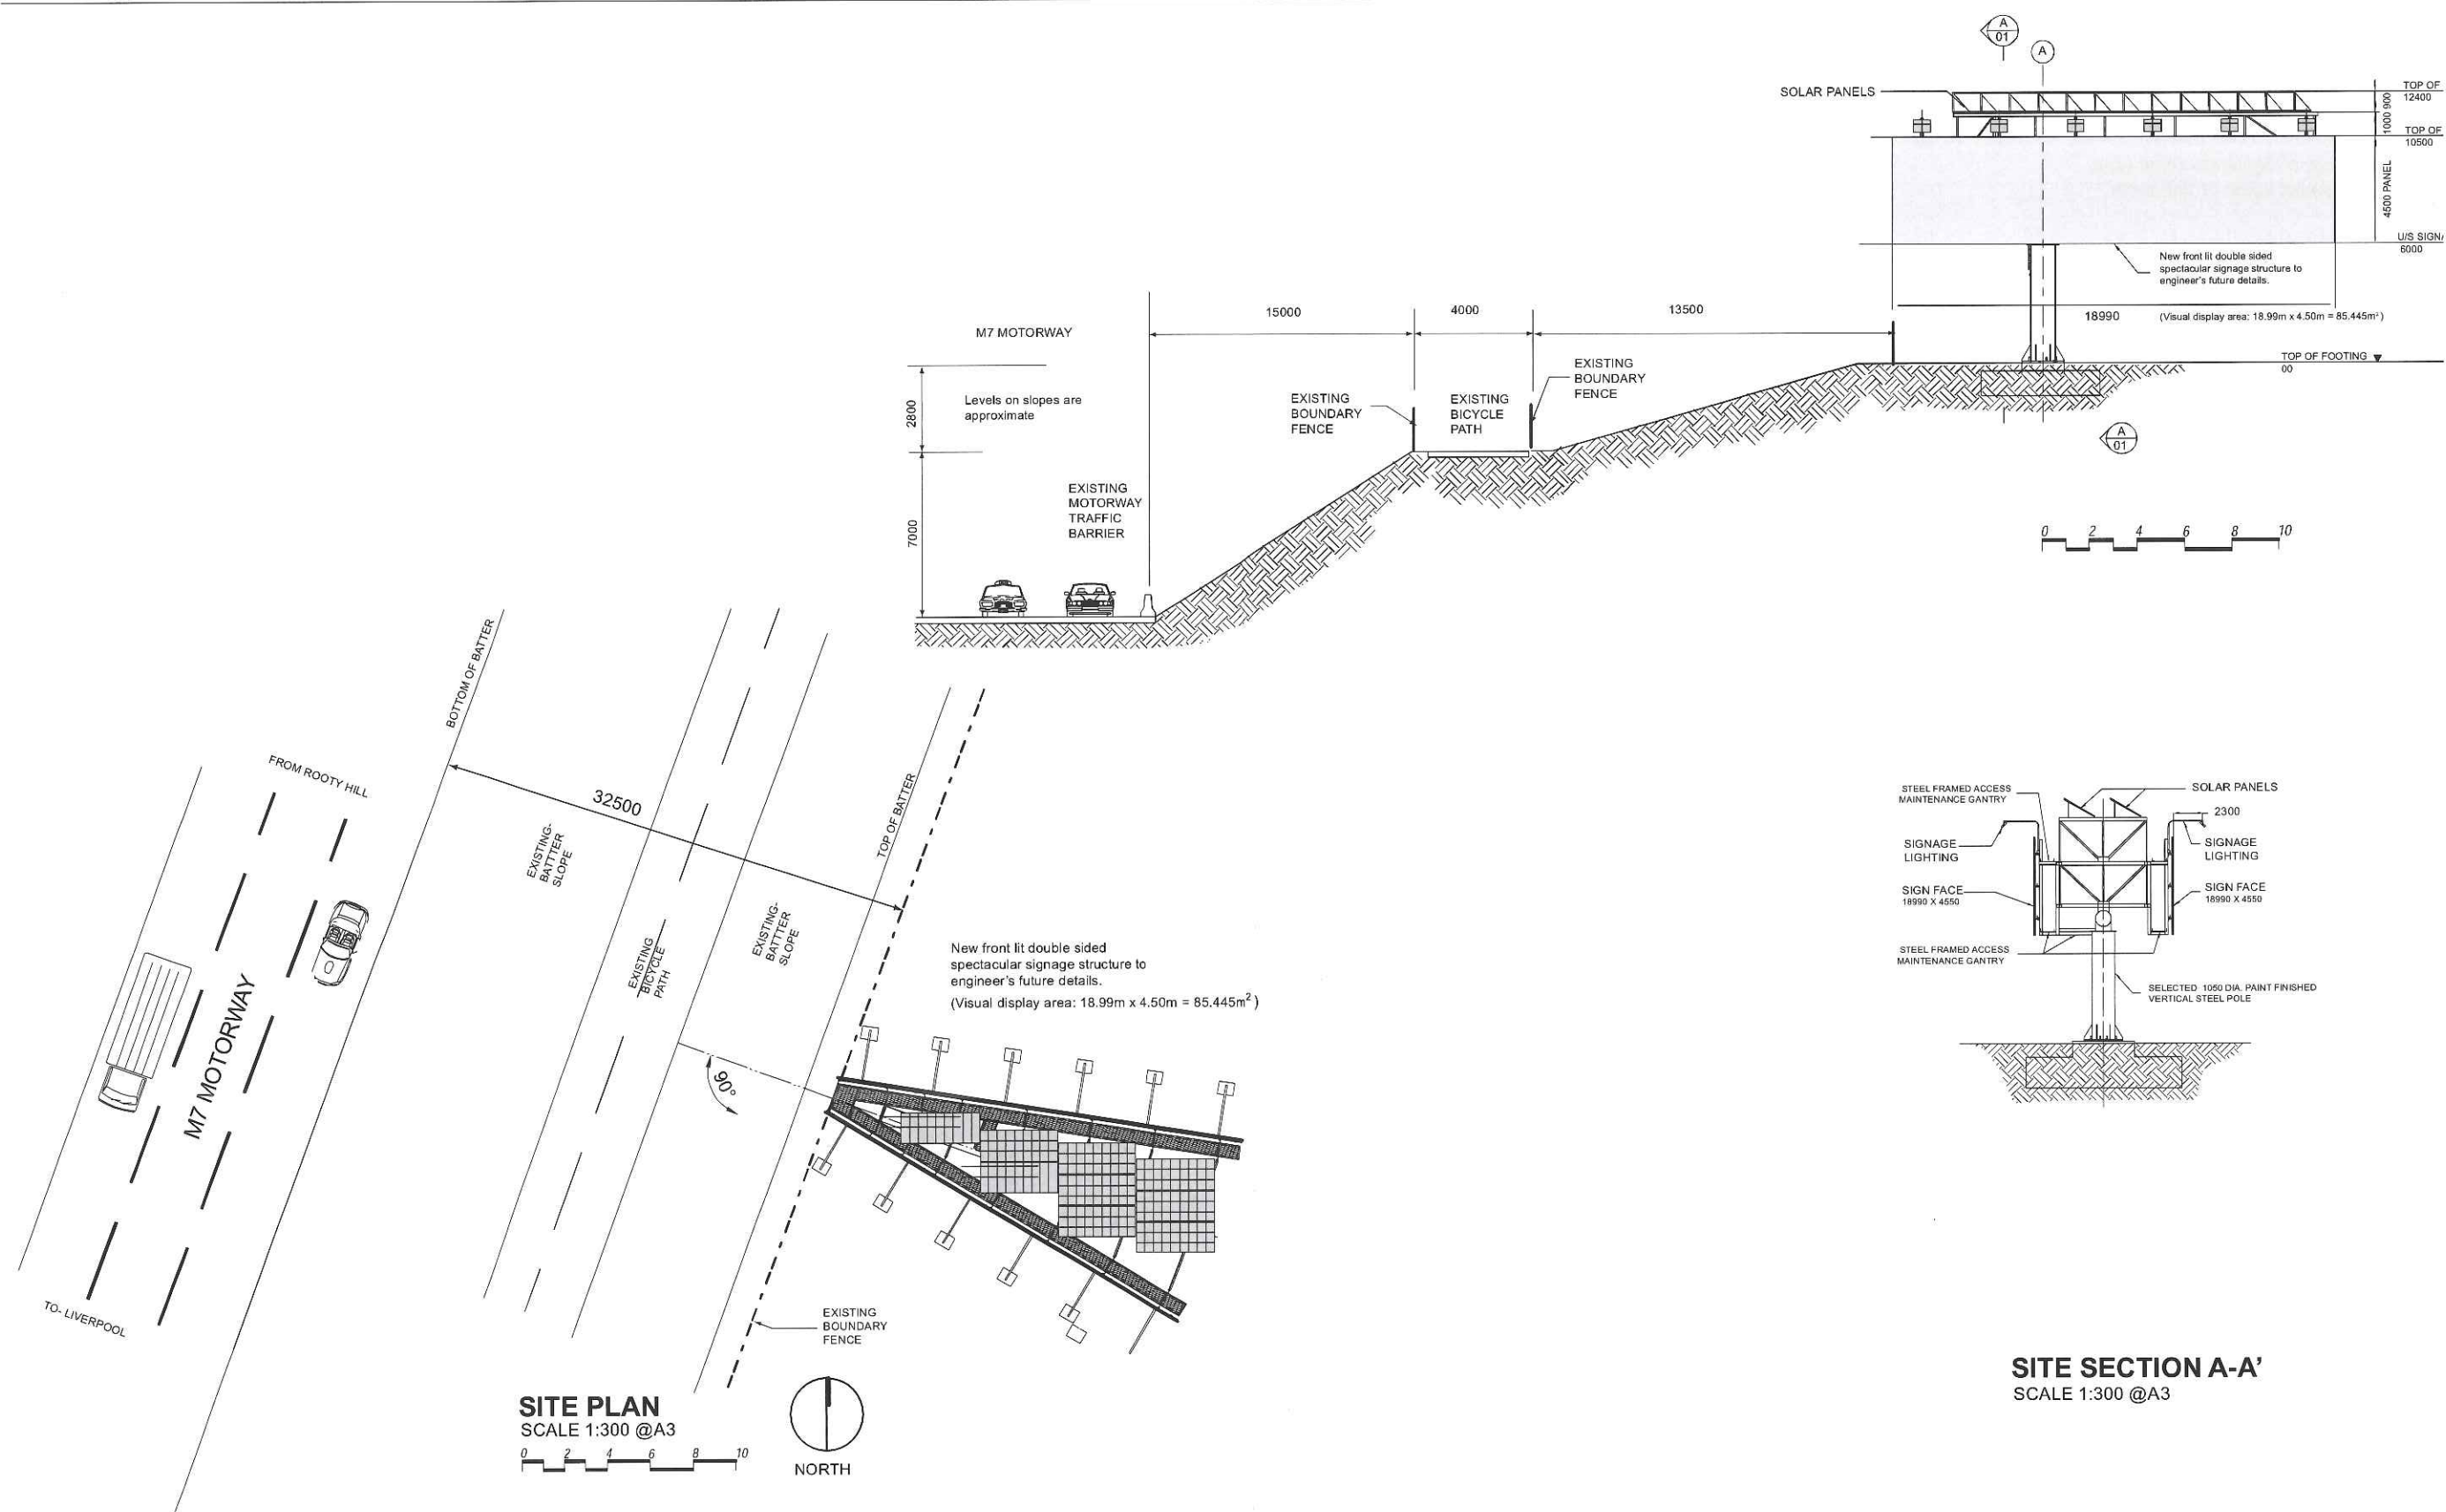 A
01
A
SOLAR PANELS
TOP OF
12400
900
1000
TOP OF
10500
4500 PANEL
U/S SIGN
6000
New front lit double sided
spectacular signage structure to
engineer's future details.
18990
(Visual display area: 18.99m x 4.50m = 85.445m²)
TOP OF FOOTING
00
A
01
0 2 4 6 8 10
15000
4000
13500
M7 MOTORWAY
2800
Levels on slopes are
approximate
EXISTING
BOUNDARY
FENCE
EXISTING
BICYCLE
PATH
EXISTING
BOUNDARY
FENCE
7000
EXISTING
MOTORWAY
TRAFFIC
BARRIER
BOTTOM OF BATTER
FROM ROOTY HILL
32500
TOP OF BATTER
EXISTING-
BATTTER
SLOPE
EXISTING
BICYCLE
PATH
EXISTING-
BATTTER
SLOPE
M7 MOTORWAY
TO- LIVERPOOL
90°
New front lit double sided
spectacular signage structure to
engineer's future details.
(Visual display area: 18.99m x 4.50m = 85.445m²)
EXISTING
BOUNDARY
FENCE
SITE PLAN
SCALE 1:300 @A3
0 2 4 6 8 10
NORTH
STEEL FRAMED ACCESS
MAINTENANCE GANTRY
SOLAR PANELS
2300
SIGNAGE
LIGHTING
SIGNAGE
LIGHTING
SIGN FACE
18990 X 4550
SIGN FACE
18990 X 4550
STEEL FRAMED ACCESS
MAINTENANCE GANTRY
SELECTED 1050 DIA. PAINT FINISHED
VERTICAL STEEL POLE
SITE SECTION A-A'
SCALE 1:300 @A3